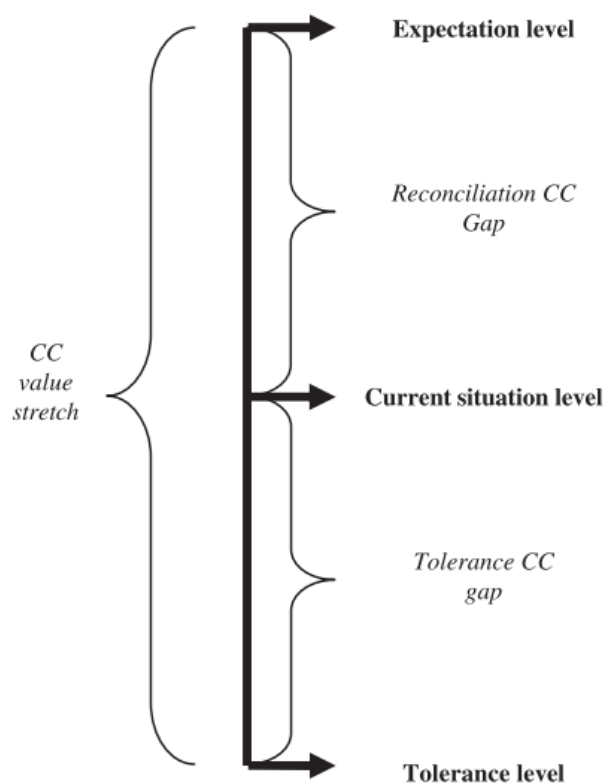 Expectation level
Reconciliation CC
Gap
CC
value
stretch
Current situation level
Tolerance CC
gap
Tolerance level